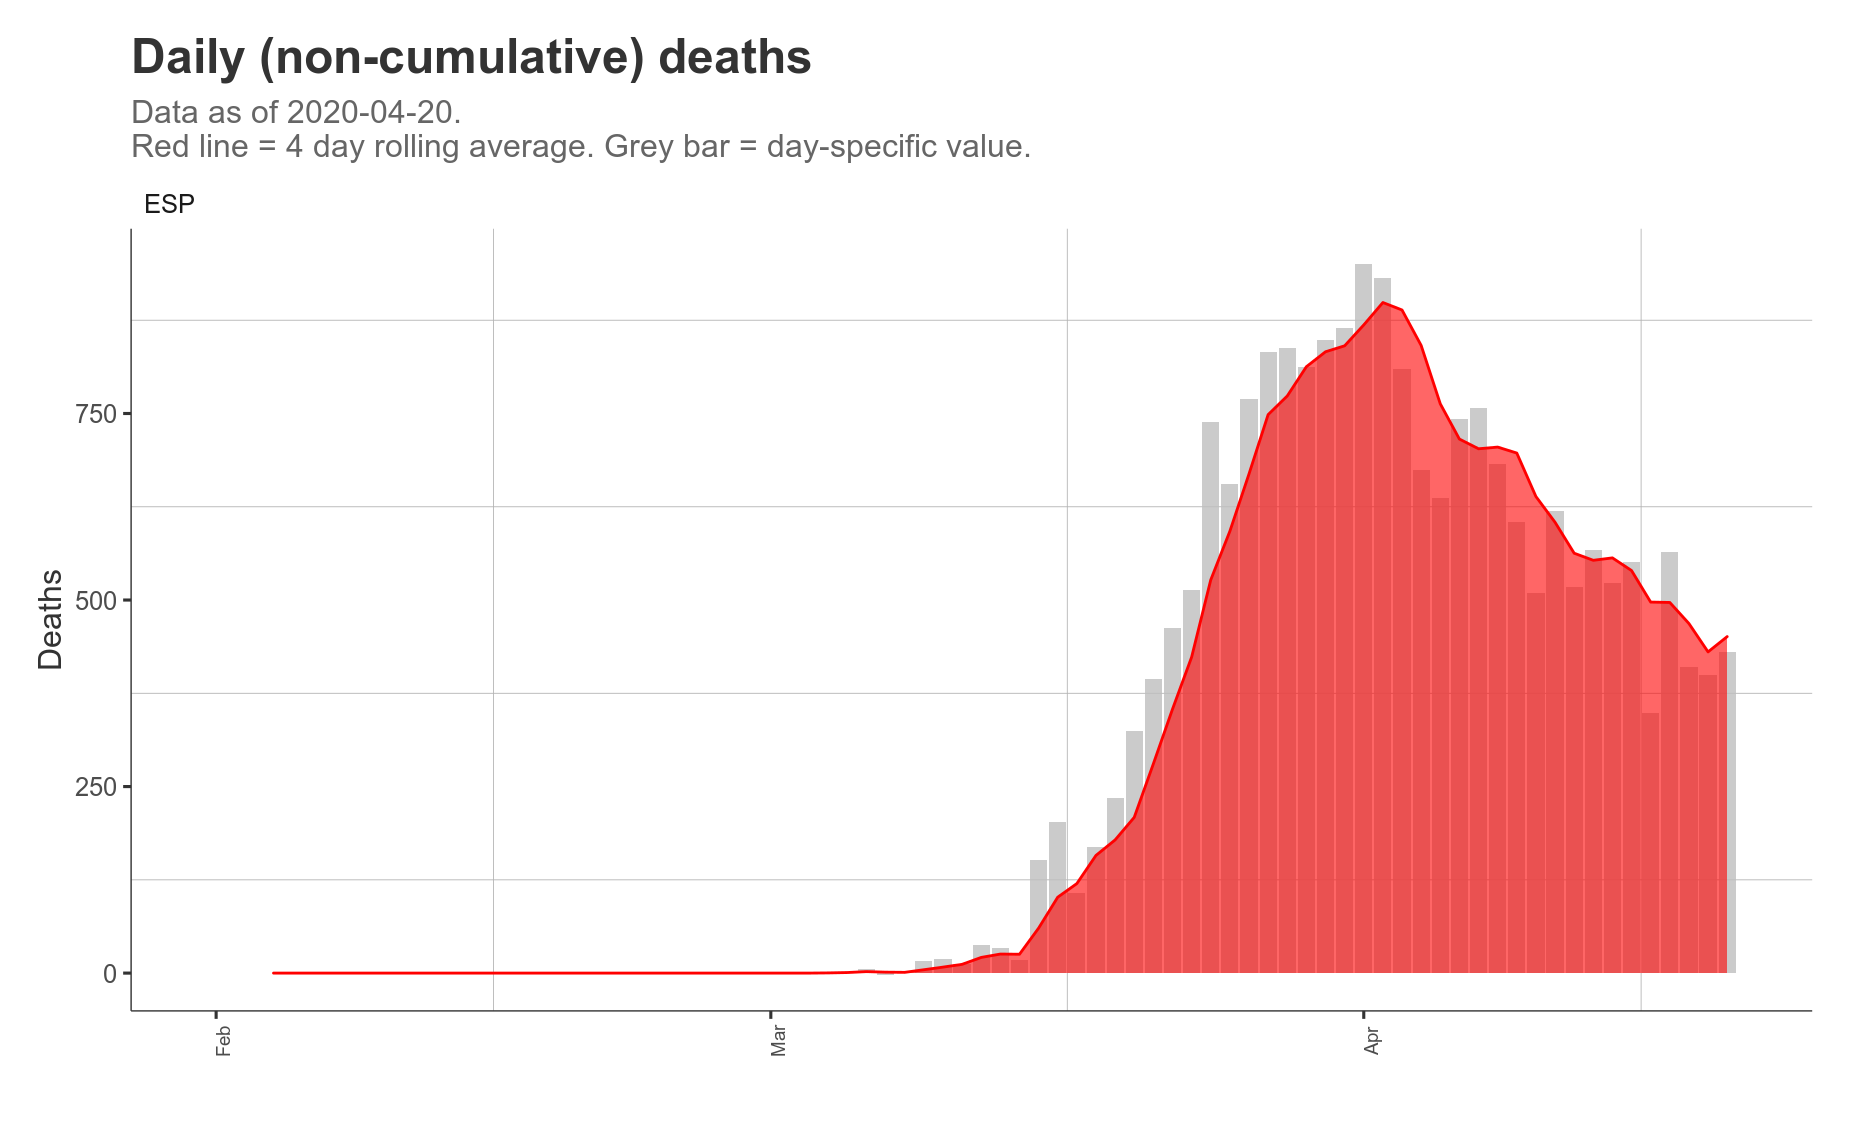 Daily (non-cumulative) deaths
Data as of 2020-04-20.
Red line = 4 day rolling average. Grey bar = day-specific value.
ESP
Deaths
750
500
250
0
Feb
Mar
Apr